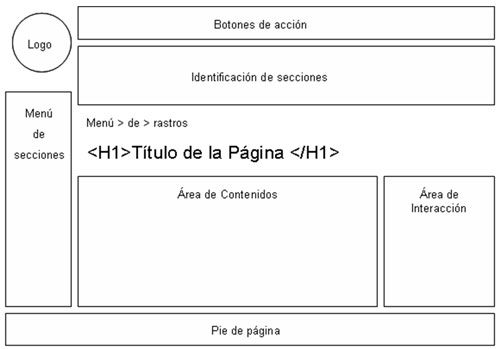 Logo
Botones de acción
Identificación de secciones
Menú
de
secciones
Menú > de > rastros
<H1>Título de la Página </H1>
Área de Contenidos
Área de
Interacción
Pie de página